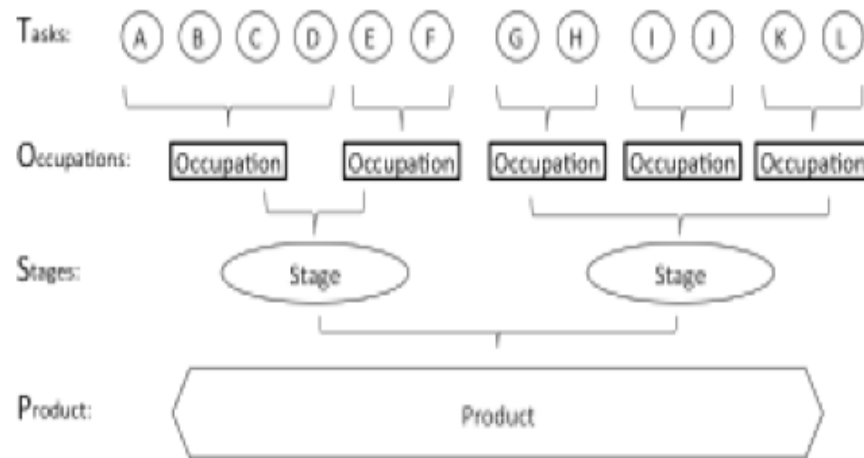 Tasks: A B C D E F G H I J K L
Occupations: Occupation Occupation Occupation Occupation Occupation
Stages: Stage Stage
Product: Product